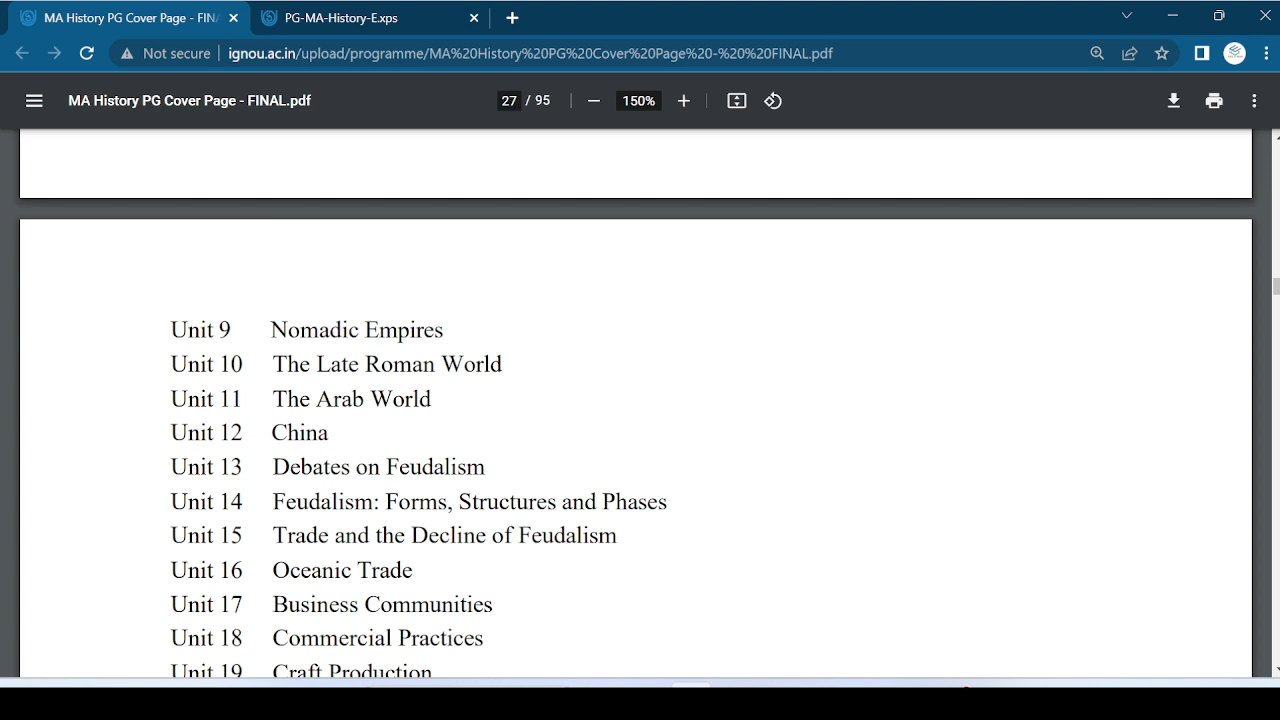 MA History PG Cover Page - FIN
PG-MA-History-E.xps
Not secure
ignou.ac.in/upload/programme/MA%20History%20PG%20Cover%20Page%20-%20%20FINAL.pdf
MA History PG Cover Page - FINAL.pdf
27 / 95
150%
Unit 9 Nomadic Empires
Unit 10 The Late Roman World
Unit 11 The Arab World
Unit 12 China
Unit 13 Debates on Feudalism
Unit 14 Feudalism: Forms, Structures and Phases
Unit 15 Trade and the Decline of Feudalism
Unit 16 Oceanic Trade
Unit 17 Business Communities
Unit 18 Commercial Practices
Unit 19 Craft Production